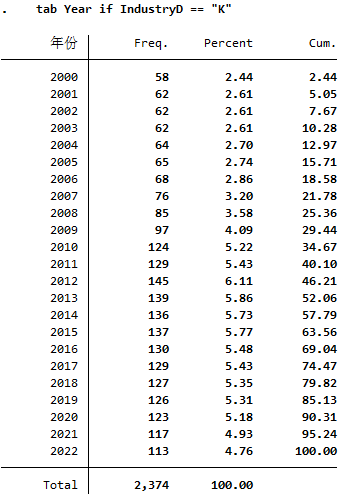 . tab Year if IndustryD == "K"
年份 Freq. Percent Cum.
2000 58 2.44 2.44
2001 62 2.61 5.05
2002 62 2.61 7.67
2003 62 2.61 10.28
2004 64 2.70 12.97
2005 65 2.74 15.71
2006 68 2.86 18.58
2007 76 3.20 21.78
2008 85 3.58 25.36
2009 97 4.09 29.44
2010 124 5.22 34.67
2011 129 5.43 40.10
2012 145 6.11 46.21
2013 139 5.86 52.06
2014 136 5.73 57.79
2015 137 5.77 63.56
2016 130 5.48 69.04
2017 129 5.43 74.47
2018 127 5.35 79.82
2019 126 5.31 85.13
2020 123 5.18 90.31
2021 117 4.93 95.24
2022 113 4.76 100.00
Total 2,374 100.00